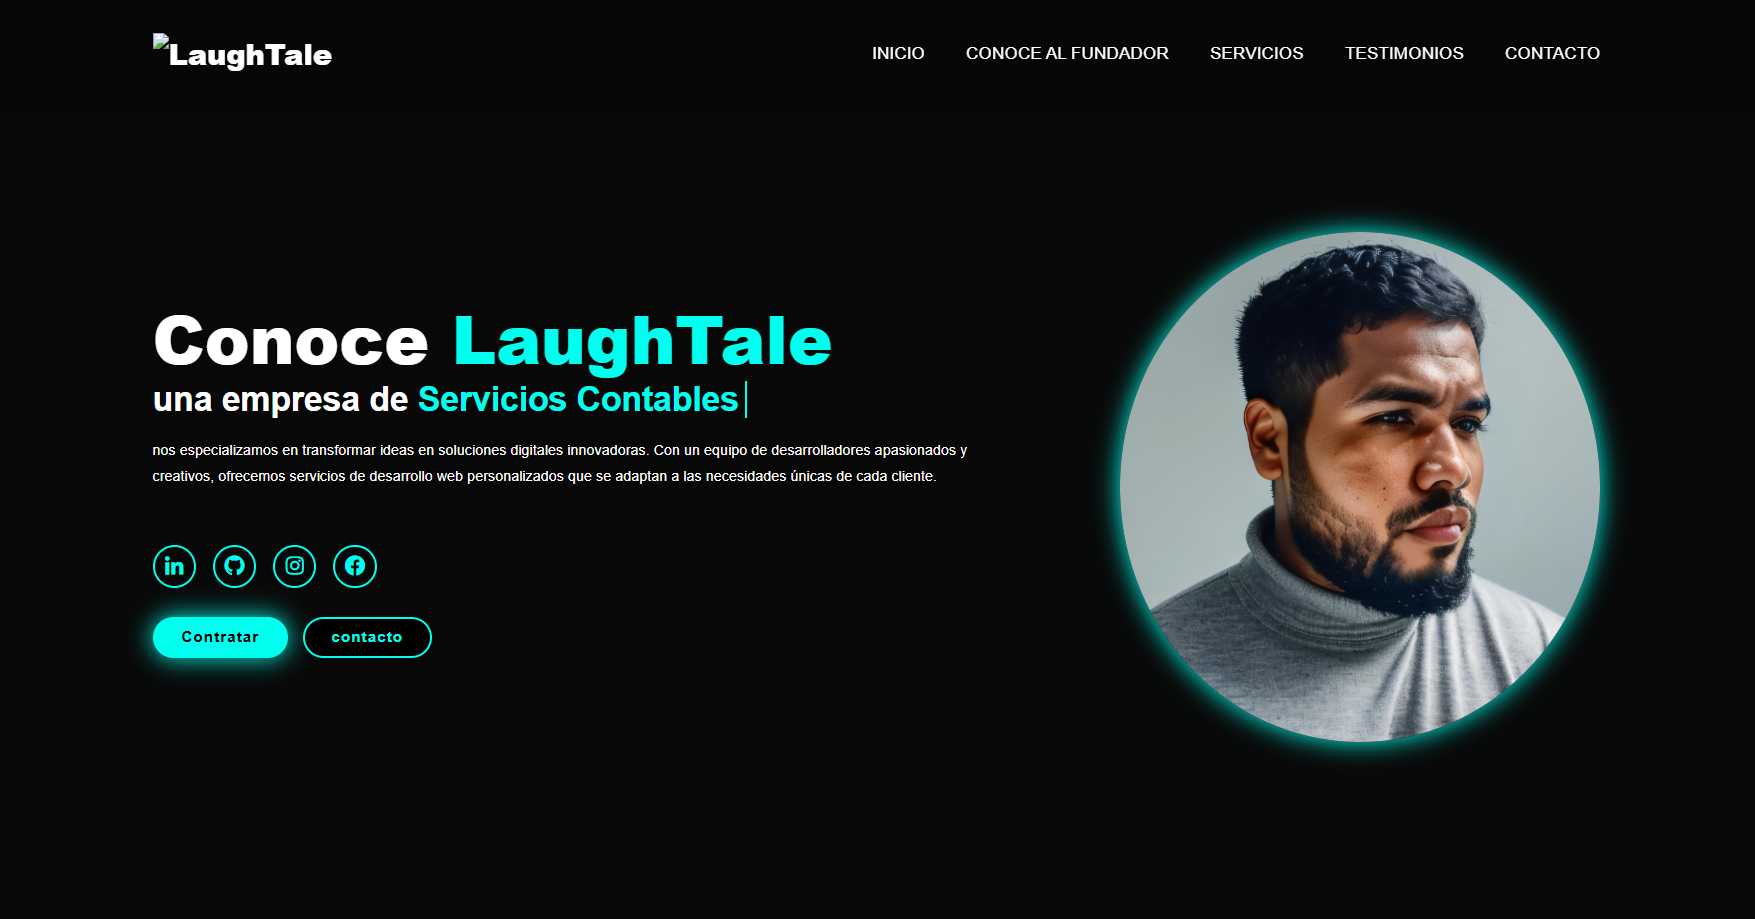 LaughTale
INICIO CONOCE AL FUNDADOR SERVICIOS TESTIMONIOS CONTACTO
Conoce LaughTale
una empresa de Servicios Contables
nos especializamos en transformar ideas en soluciones digitales innovadoras. Con un equipo de desarrolladores apasionados y
creativos, ofrecemos servicios de desarrollo web personalizados que se adaptan a las necesidades únicas de cada cliente.
Contratar contacto